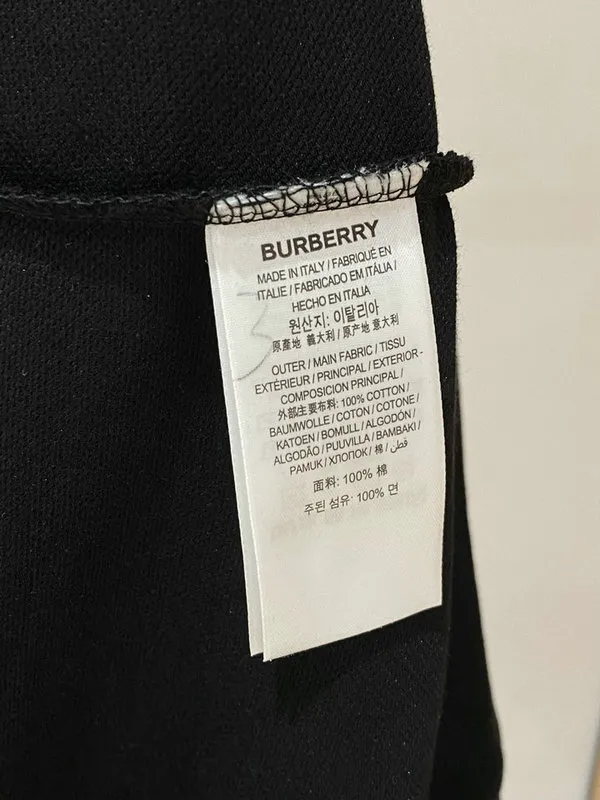 BURBERRY
MADE IN ITALY / FABRIQUÉ EN
ITALIE / FABRICADO EM ITÁLIA /
HECHO EN ITALIA
원산지: 이탈리아
原產地 義大利 / 原产地 意大利
OUTER / MAIN FABRIC / TISSU
EXTÉRIEUR / PRINCIPAL / EXTERIOR -
COMPOSICION PRINCIPAL /
外部主要布料: 100% COTTON /
BAUMWOLLE / COTON / COTONE /
KATOEN / BOMULL / ALGODÓN /
ALGODÃO / PUUVILLA / BAMBAKI /
PAMUK / ХЛОПОК / 棉 / قطن /
面料: 100% 棉
주된 섬유: 100% 면
3